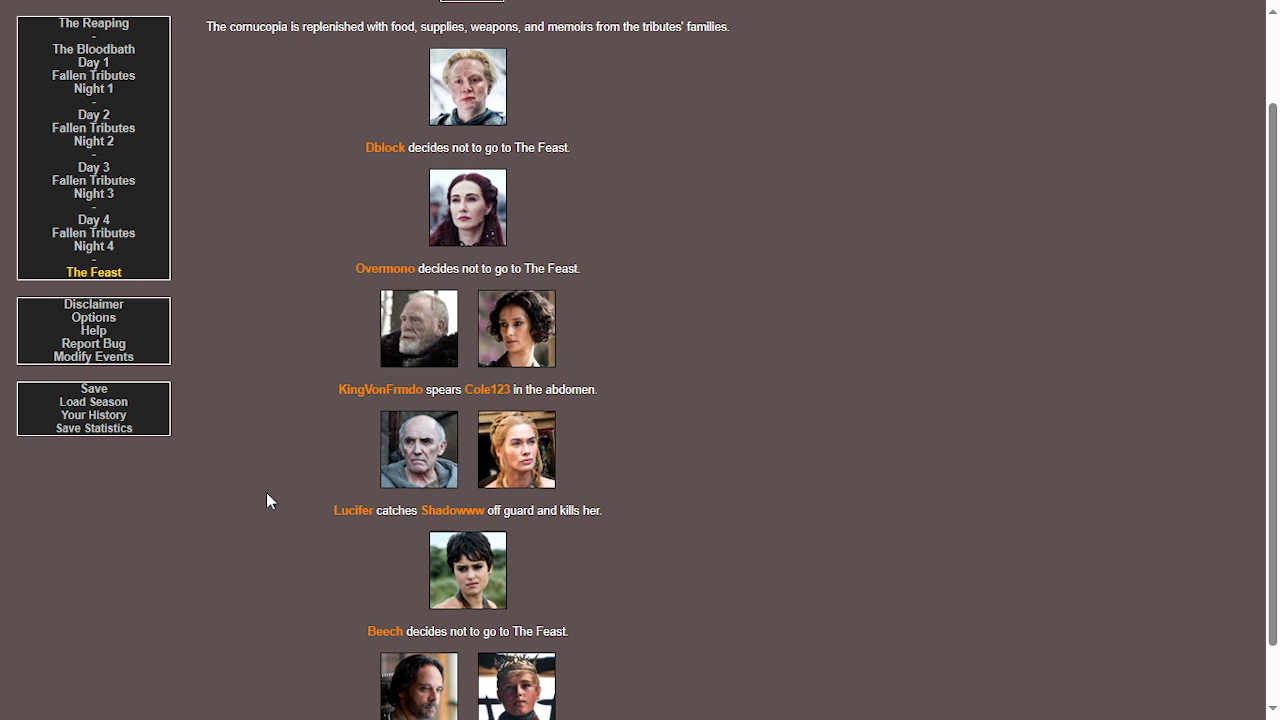 The Reaping
-
The Bloodbath
Day 1
Fallen Tributes
Night 1
-
Day 2
Fallen Tributes
Night 2
-
Day 3
Fallen Tributes
Night 3
-
Day 4
Fallen Tributes
Night 4
-
The Feast
Disclaimer
Options
Help
Report Bug
Modify Events
Save
Load Season
Your History
Save Statistics
The cornucopia is replenished with food, supplies, weapons, and memoirs from the tributes' families.
Dblock decides not to go to The Feast.
Overmono decides not to go to The Feast.
KingVonFrmdo spears Cole123 in the abdomen.
Lucifer catches Shadowww off guard and kills her.
Beech decides not to go to The Feast.